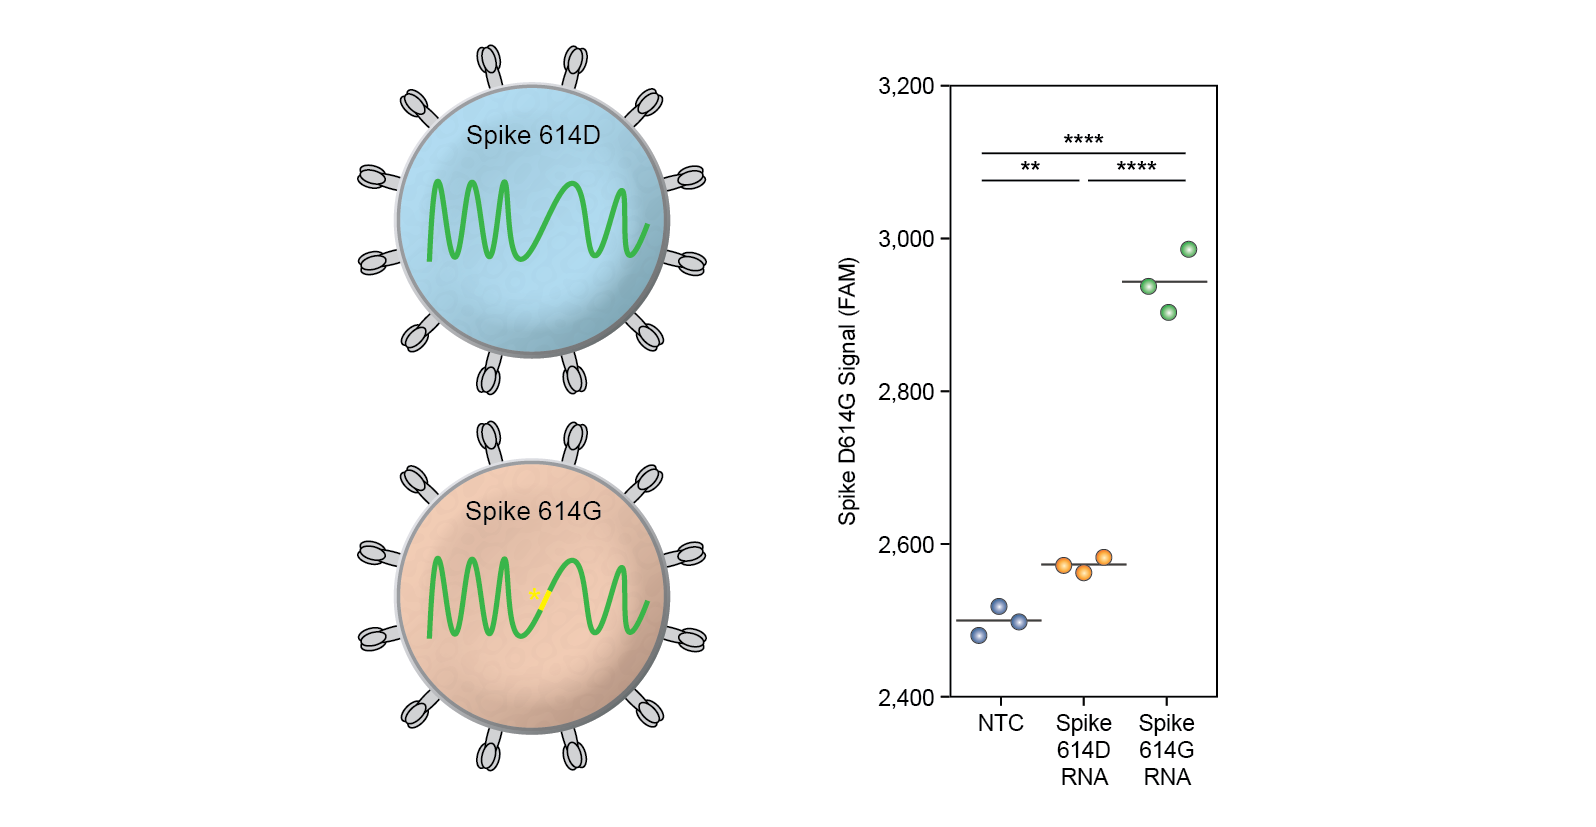 Spike 614D
*
Spike 614G
Spike D614G Signal (FAM)
3,200
3,000
2,800
2,600
2,400
****
**
****
NTC
Spike
614D
RNA
Spike
614G
RNA